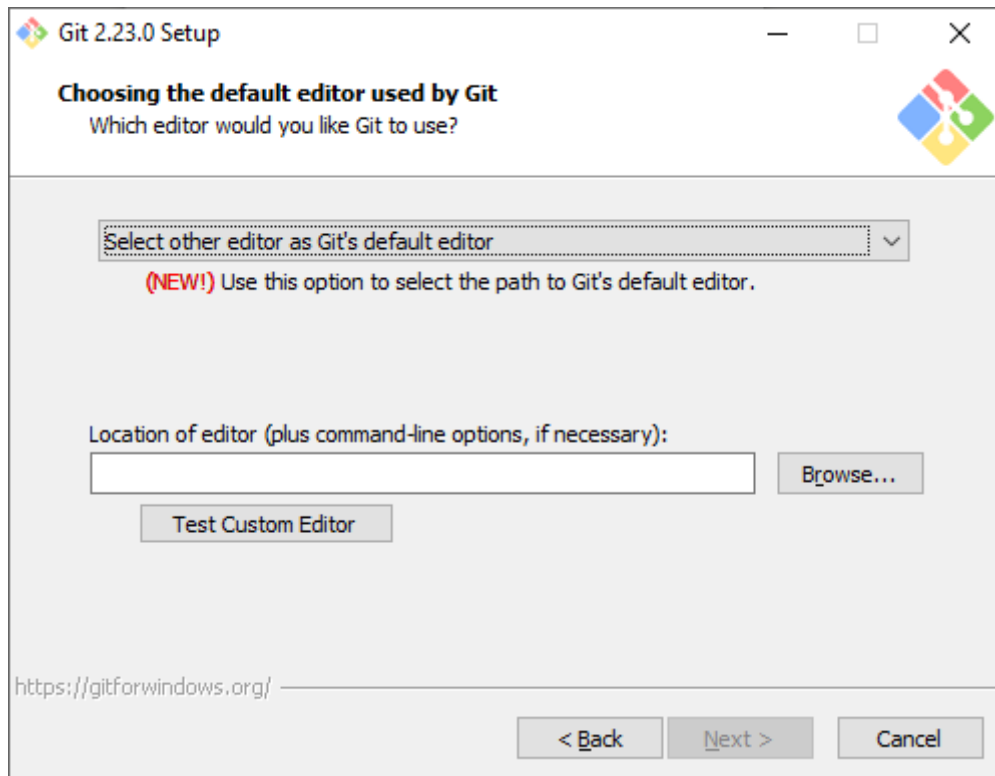 Git 2.23.0 Setup
Choosing the default editor used by Git
Which editor would you like Git to use?
Select other editor as Git's default editor
(NEW!) Use this option to select the path to Git's default editor.
Location of editor (plus command-line options, if necessary):
Browse...
Test Custom Editor
https://gitforwindows.org/
< Back Next > Cancel